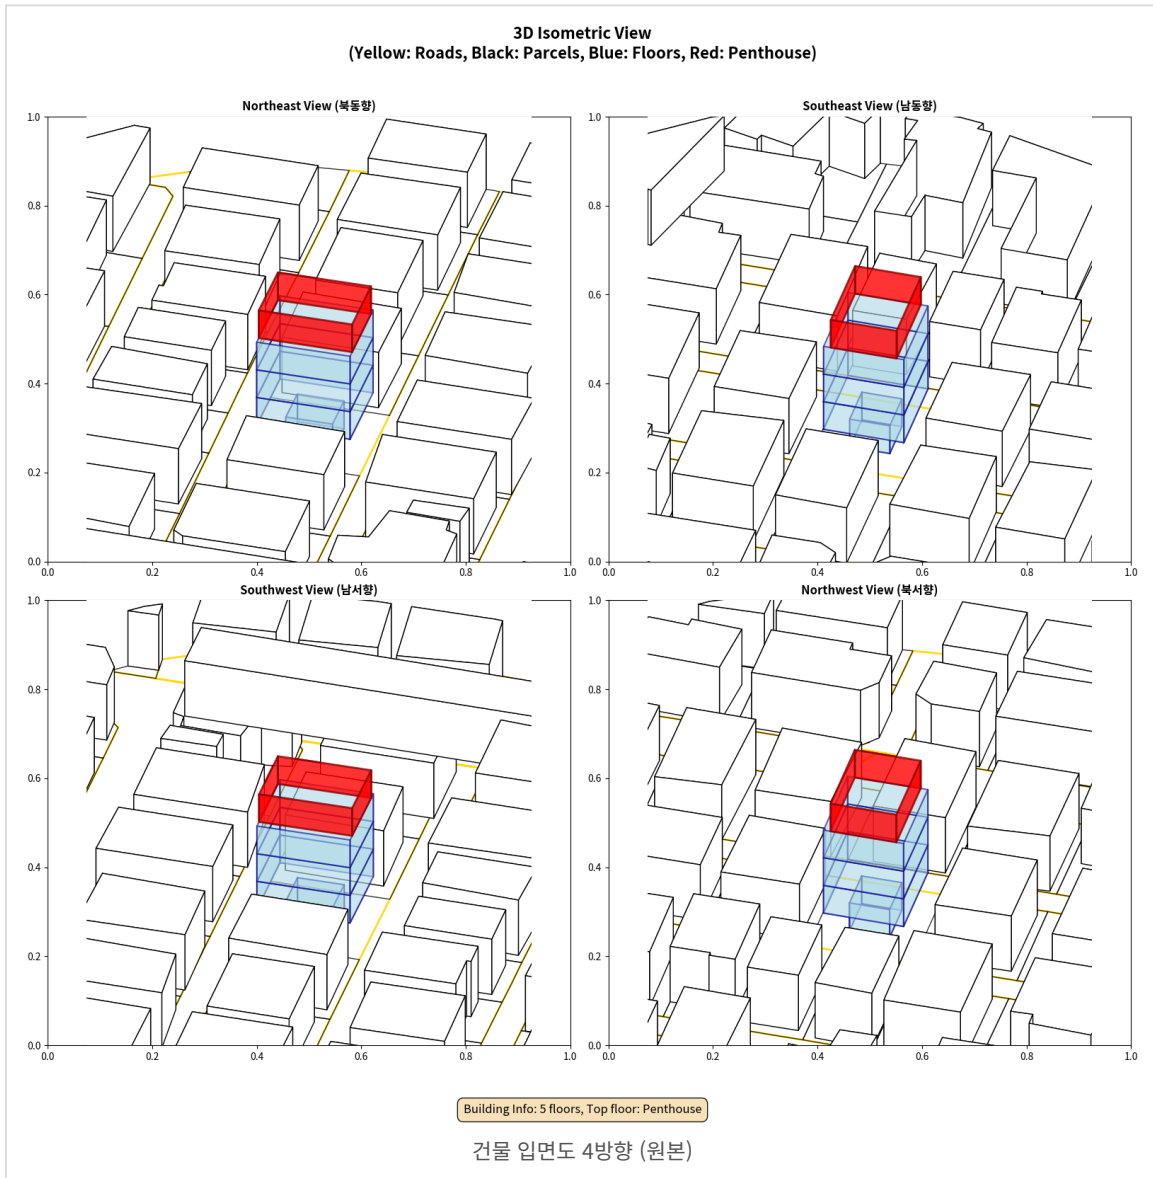 3D Isometric View
(Yellow: Roads, Black: Parcels, Blue: Floors, Red: Penthouse)
Northeast View (북동향)
1.0
0.8
0.6
0.4
0.2
0.0
0.0 0.2 0.4 0.6 0.8 1.0
Southeast View (남동향)
1.0
0.8
0.6
0.4
0.2
0.0
0.0 0.2 0.4 0.6 0.8 1.0
Southwest View (남서향)
1.0
0.8
0.6
0.4
0.2
0.0
0.0 0.2 0.4 0.6 0.8 1.0
Northwest View (북서향)
1.0
0.8
0.6
0.4
0.2
0.0
0.0 0.2 0.4 0.6 0.8 1.0
Building Info: 5 floors, Top floor: Penthouse
건물 입면도 4방향 (원본)